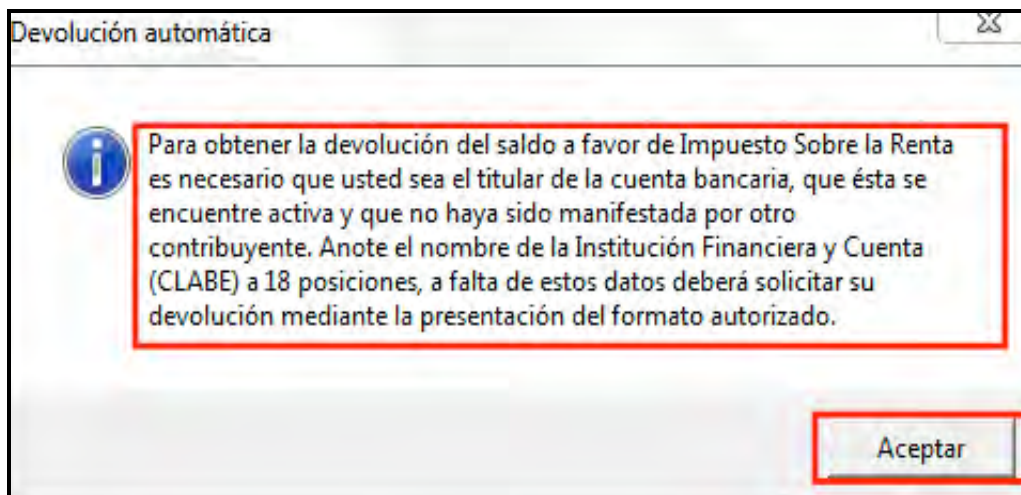 Devolución automática
Para obtener la devolución del saldo a favor de Impuesto Sobre la Renta
es necesario que usted sea el titular de la cuenta bancaria, que ésta se
encuentre activa y que no haya sido manifestada por otro
contribuyente. Anote el nombre de la Institución Financiera y Cuenta
(CLABE) a 18 posiciones, a falta de estos datos deberá solicitar su
devolución mediante la presentación del formato autorizado.
Aceptar